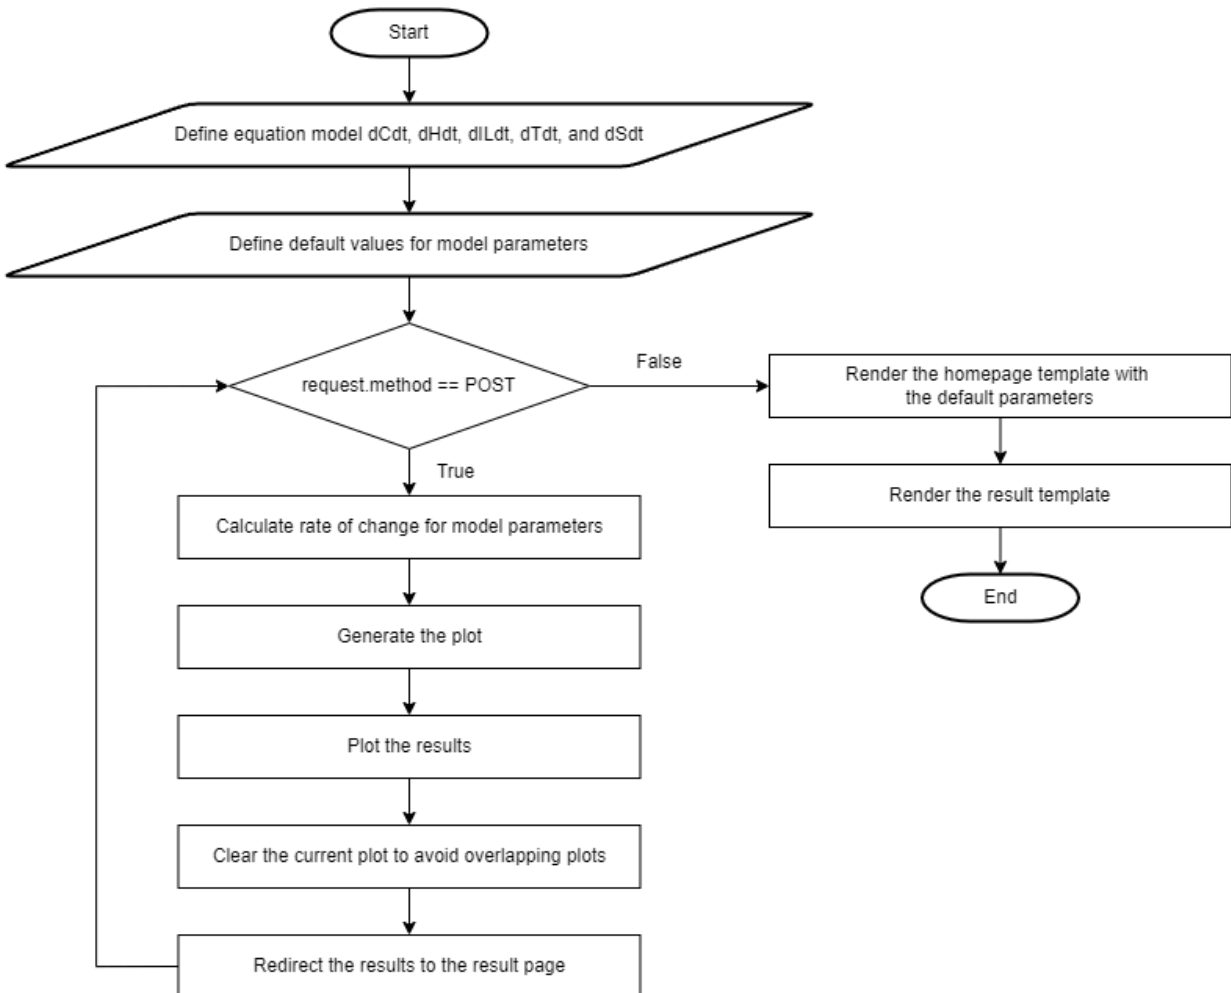 Start
Define equation model dCdt, dHdt, dILdt, dTdt, and dSdt
Define default values for model parameters
request.method == POST
False
Render the homepage template with
the default parameters
Render the result template
End
True
Calculate rate of change for model parameters
Generate the plot
Plot the results
Clear the current plot to avoid overlapping plots
Redirect the results to the result page